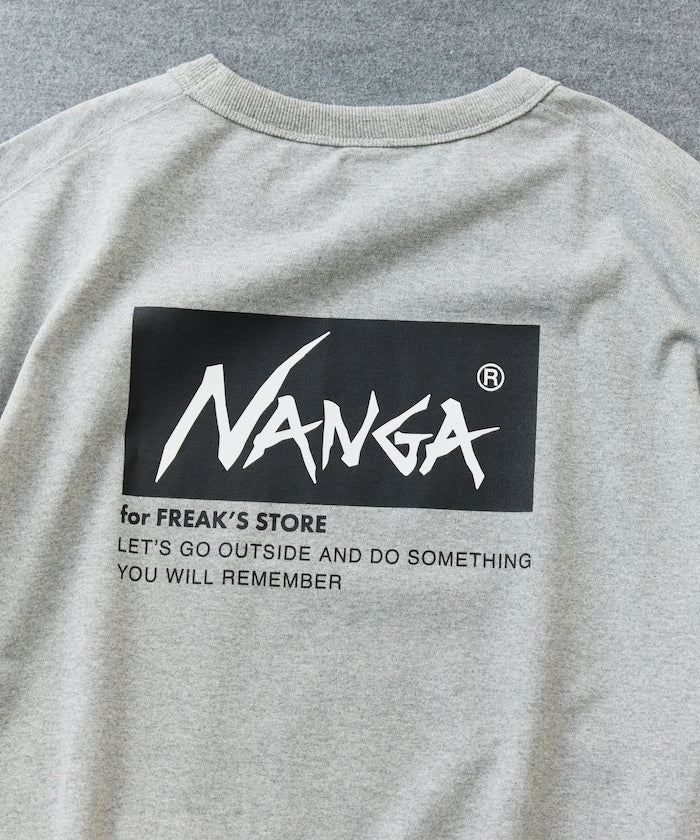 NANGA®
for FREAK'S STORE
LET'S GO OUTSIDE AND DO SOMETHING
YOU WILL REMEMBER